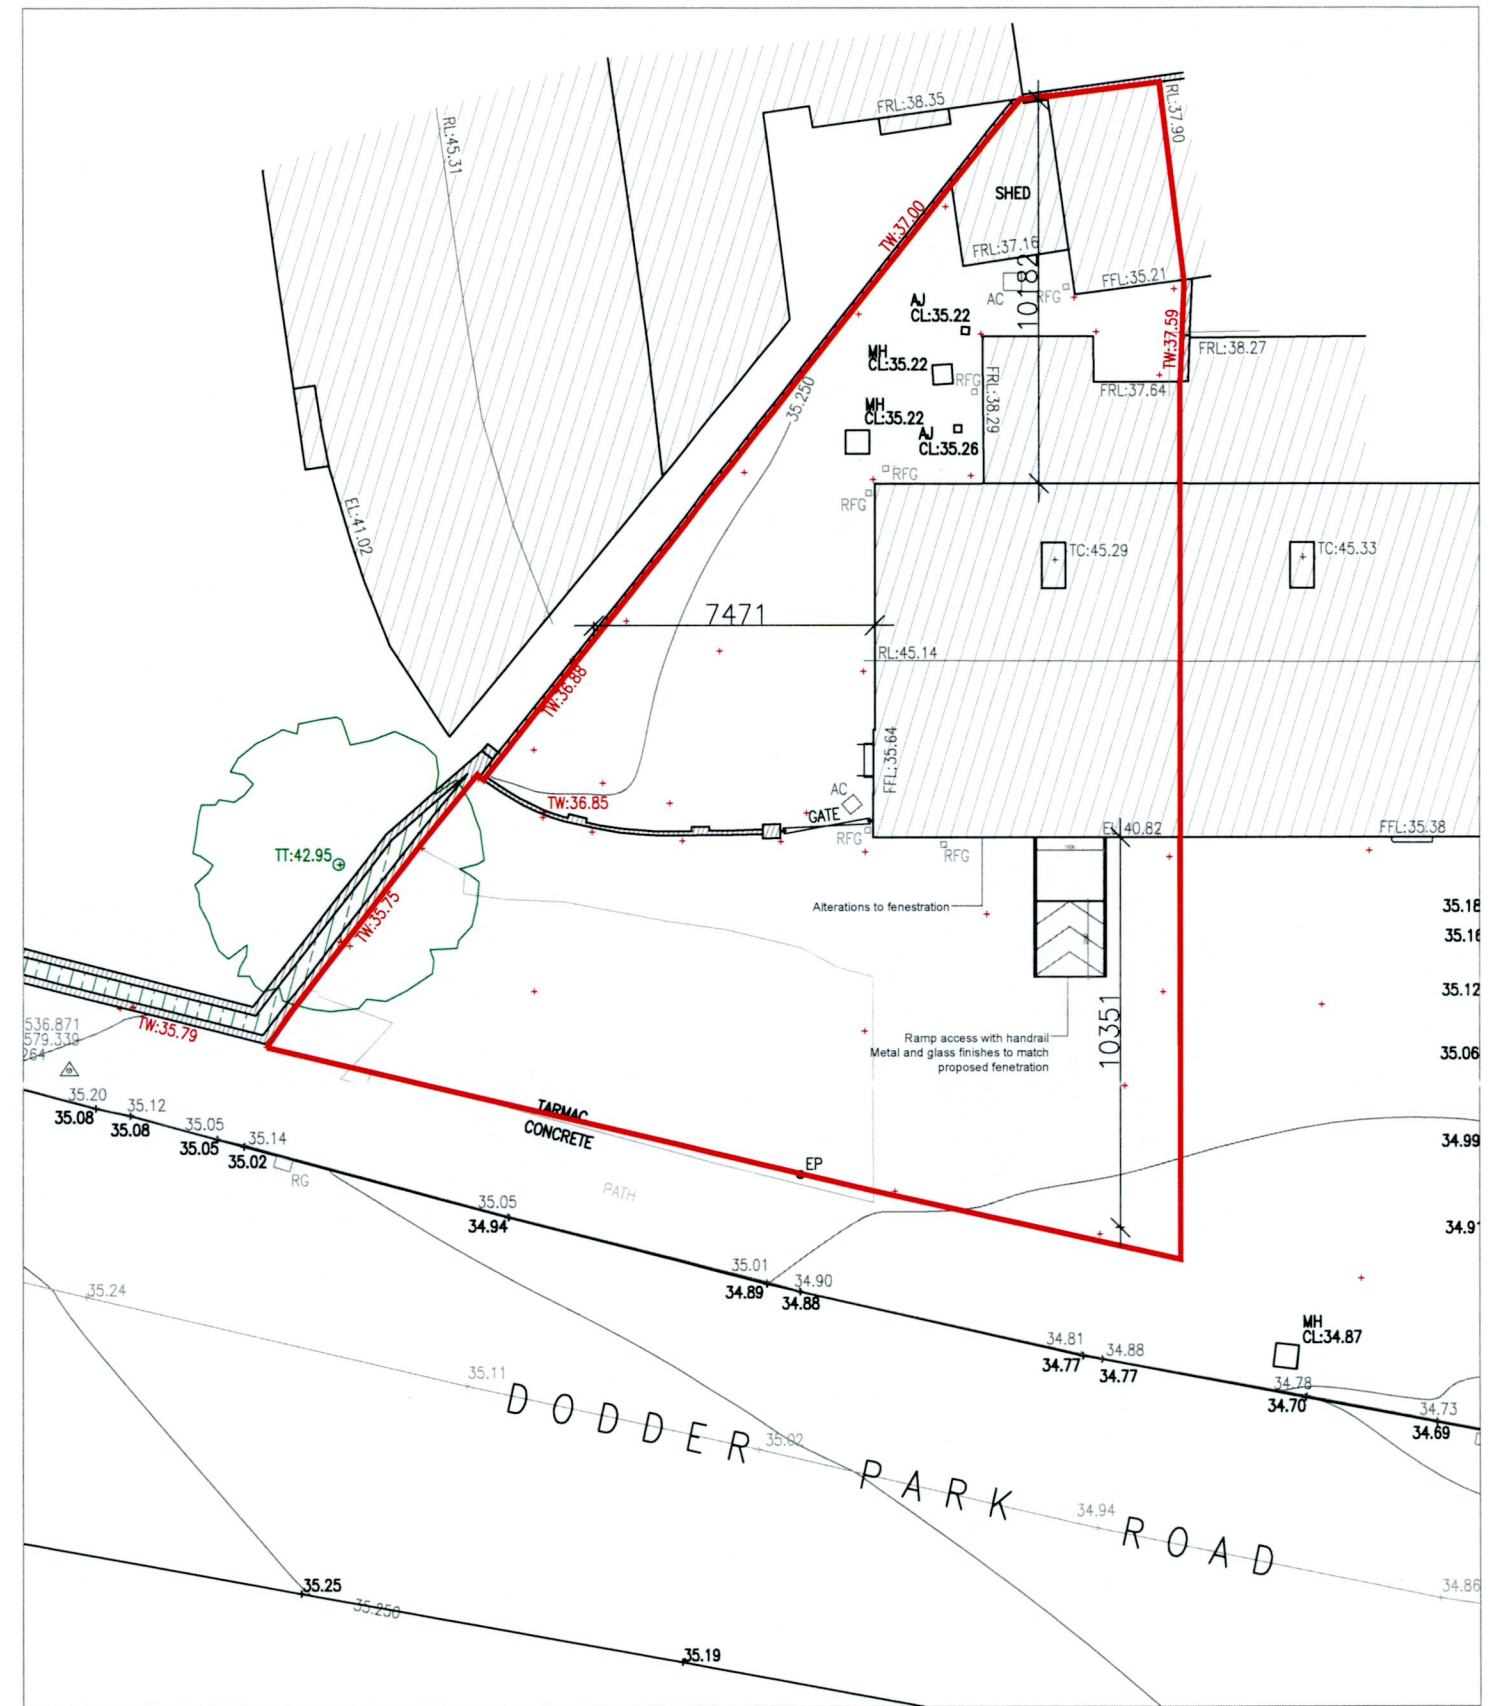 FRL:38.35
RL:37.90
RL:45.31
SHED
TW:37.00
FRL:37.16
10182
FFL:35.21
AC
RFG
AJ
CL:35.22
TW:37.59
FRL:38.27
MH
CL:35.22
RFG
FRL:38.29
FRL:37.64
35.250
MH
CL:35.22
AJ
CL:35.26
RFG
RFG
EL:41.02
TC:45.29
TC:45.33
7471
RL:45.14
TW:36.88
FFL:35.64
AC
TW:36.85
GATE
RFG
EL:40.82
FFL:35.38
RFG
TT:42.95
TW:35.75
Alterations to fenestration
35.18
35.16
35.12
TW:35.79
536.871
579.339
264
10351
Ramp access with handrail
Metal and glass finishes to match
proposed fenetration
35.06
35.20
35.08
35.12
35.08
35.05
35.05
35.14
35.02
RG
TARMAC
CONCRETE
EP
PATH
34.99
35.05
34.94
34.91
35.01
34.89
34.90
34.88
35.24
MH
CL:34.87
34.81
34.77
34.88
34.77
34.78
34.70
34.73
34.69
35.11
DODDER PARK ROAD
35.02
34.94
34.86
35.25
35.250
35.19